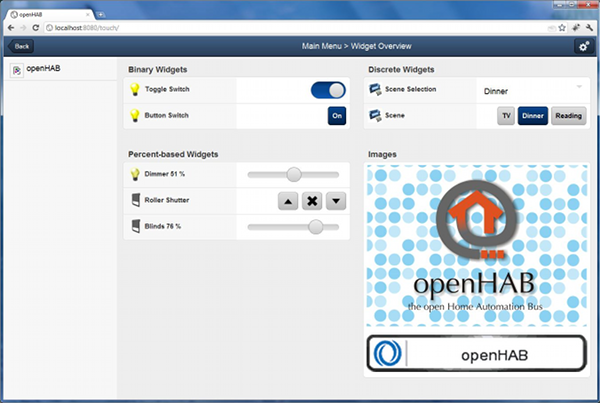 openHAB
localhost:8080/touch/
Back
Main Menu > Widget Overview
openHAB
Binary Widgets
Toggle Switch
Button Switch
On
Discrete Widgets
Scene Selection
Dinner
Scene
TV
Dinner
Reading
Percent-based Widgets
Dimmer 51 %
Roller Shutter
Blinds 76 %
Images
openHAB
the open Home Automation Bus
openHAB